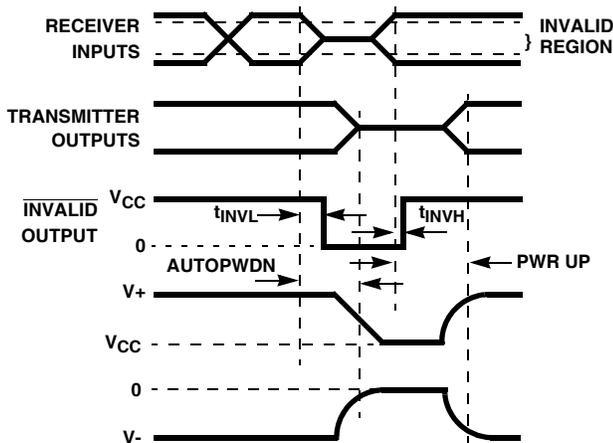 RECEIVER
INPUTS
} INVALID
REGION
TRANSMITTER
OUTPUTS
INVALID
OUTPUT
VCC
0
tINVL
tINVH
AUTOPWDN
PWR UP
V+
VCC
0
V-